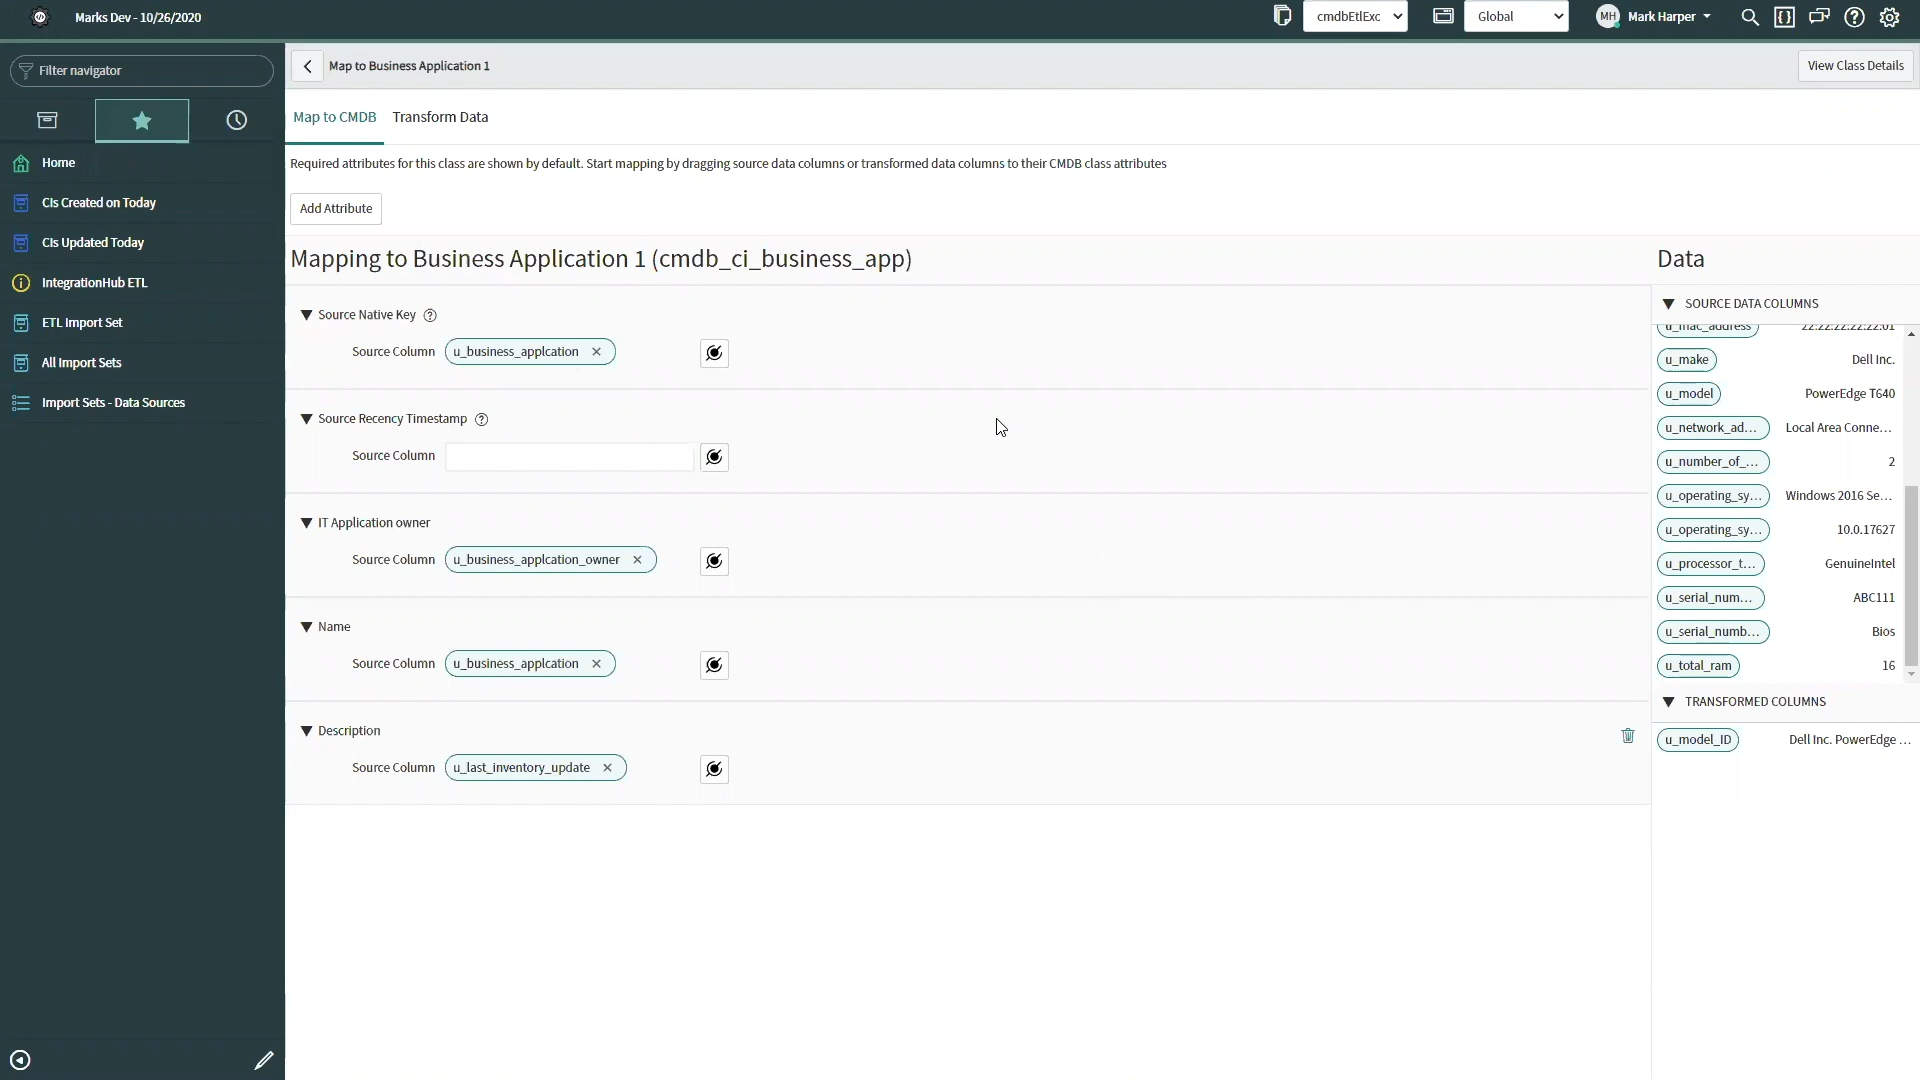 Marks Dev - 10/26/2020
cmdbEtlExc
Global
MH
Mark Harper
Filter navigator
Home
CIs Created on Today
CIs Updated Today
IntegrationHub ETL
ETL Import Set
All Import Sets
Import Sets - Data Sources
Map to Business Application 1
View Class Details
Map to CMDB
Transform Data
Required attributes for this class are shown by default. Start mapping by dragging source data columns or transformed data columns to their CMDB class attributes
Add Attribute
Mapping to Business Application 1 (cmdb_ci_business_app)
Source Native Key
Source Column u_business_applcation
Source Recency Timestamp
Source Column
IT Application owner
Source Column u_business_applcation_owner
Name
Source Column u_business_applcation
Description
Source Column u_last_inventory_update
Data
SOURCE DATA COLUMNS
u_mac_address 22:22:22:22:22:01
u_make Dell Inc.
u_model PowerEdge T640
u_network_ad... Local Area Conne...
u_number_of_... 2
u_operating_sy... Windows 2016 Se...
u_operating_sy... 10.0.17627
u_processor_t... GenuineIntel
u_serial_num... ABC111
u_serial_numb... Bios
u_total_ram 16
TRANSFORMED COLUMNS
u_model_ID Dell Inc. PowerEdge ...